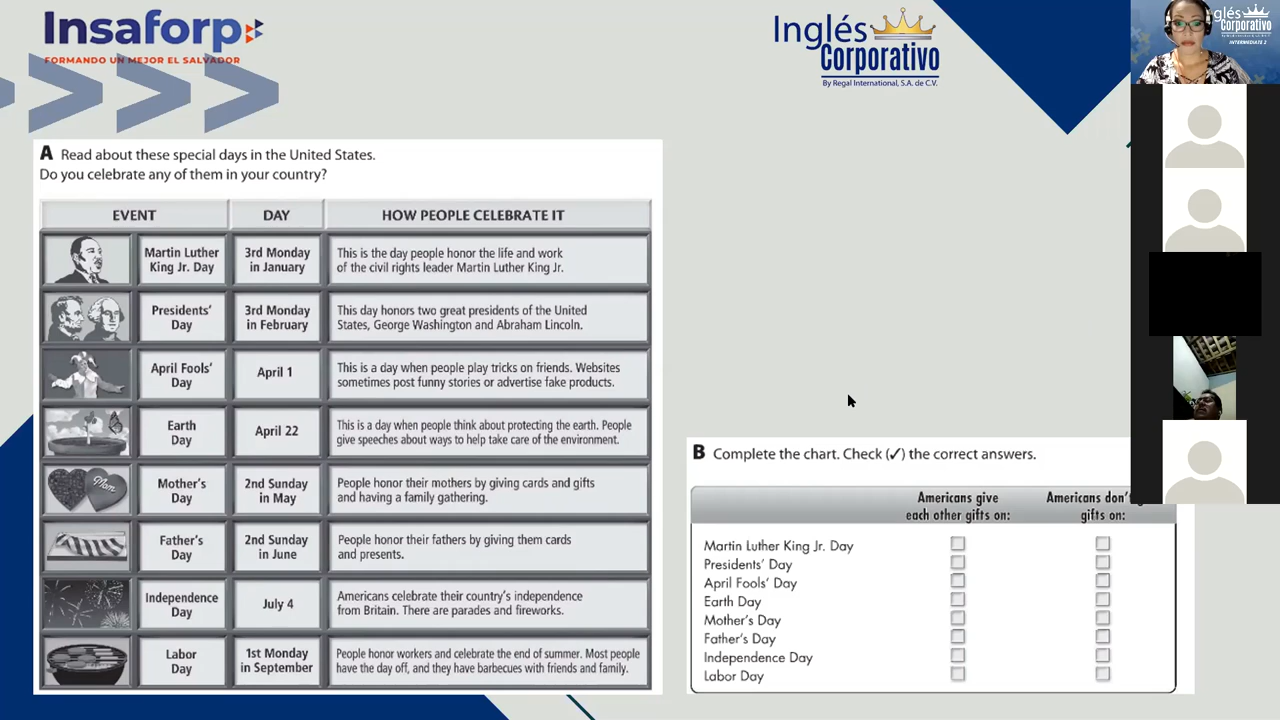 Insaforp
FORMANDO UN MEJOR EL SALVADOR
Inglés
Corporativo
By Regal International, S.A. de C.V.
glés
Corporativo
INTERMEDIATE 2
A Read about these special days in the United States.
Do you celebrate any of them in your country?
EVENT DAY HOW PEOPLE CELEBRATE IT
Martin Luther
King Jr. Day
3rd Monday
in January
This is the day people honor the life and work
of the civil rights leader Martin Luther King Jr.
Presidents'
Day
3rd Monday
in February
This day honors two great presidents of the United
States, George Washington and Abraham Lincoln.
April Fools'
Day
April 1
This is a day when people play tricks on friends. Websites
sometimes post funny stories or advertise fake products.
Earth
Day
April 22
This is a day when people think about protecting the earth. People
give speeches about ways to help take care of the environment.
Mom
Mother's
Day
2nd Sunday
in May
People honor their mothers by giving cards and gifts
and having a family gathering.
Father's
Day
2nd Sunday
in June
People honor their fathers by giving them cards
and presents.
Independence
Day
July 4
Americans celebrate their country's independence
from Britain. There are parades and fireworks.
Labor
Day
1st Monday
in September
People honor workers and celebrate the end of summer. Most people
have the day off, and they have barbecues with friends and family.
B Complete the chart. Check (✓) the correct answers.
Americans give
each other gifts on:
Americans don't
gifts on:
Martin Luther King Jr. Day
Presidents' Day
April Fools' Day
Earth Day
Mother's Day
Father's Day
Independence Day
Labor Day